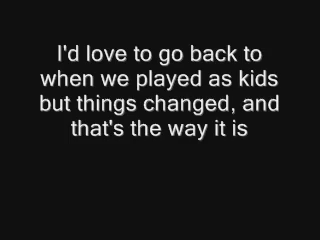 I'd love to go back to
when we played as kids
but things changed, and
that's the way it is